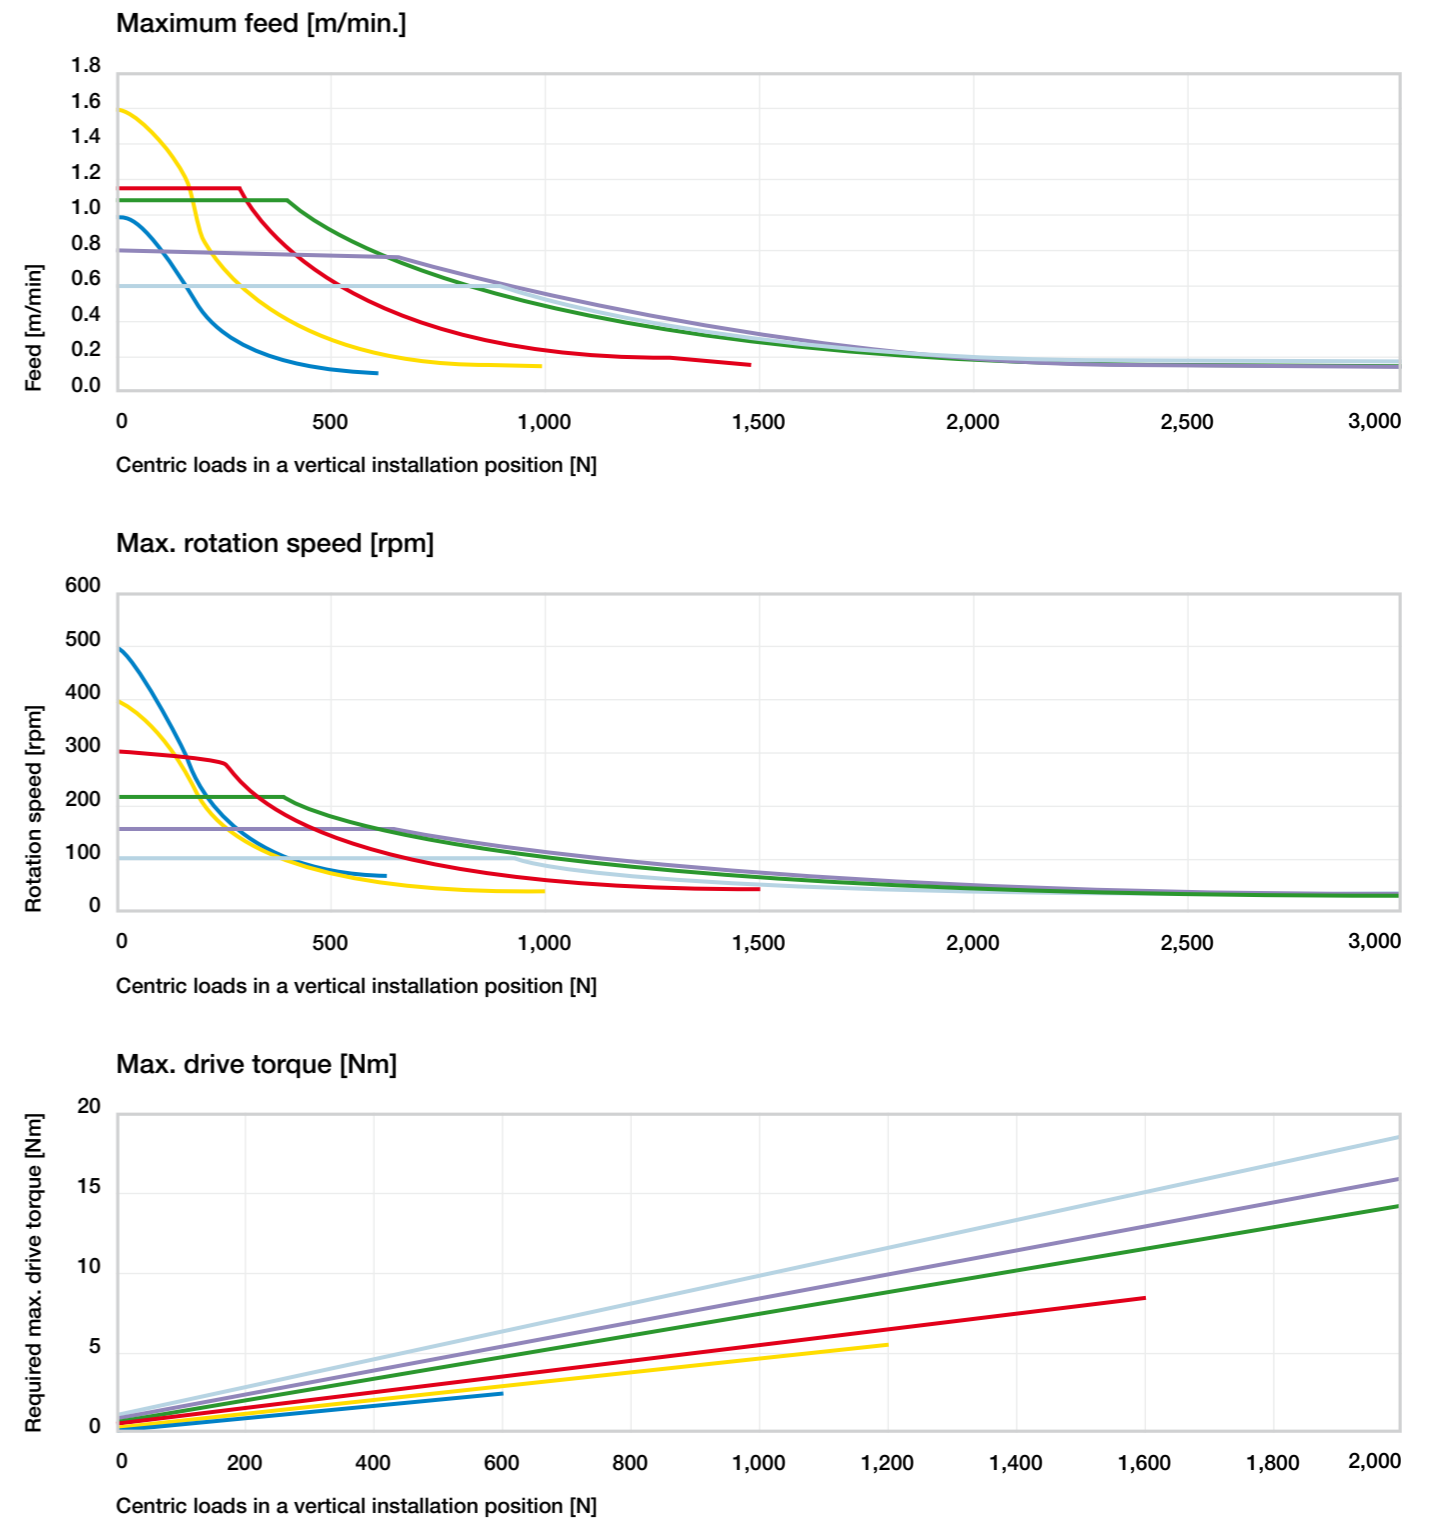 Maximum feed [m/min.]
1.8
1.6
1.4
1.2
1.0
0.8
0.6
0.4
0.2
0.0
Feed [m/min]
0 500 1,000 1,500 2,000 2,500 3,000
Centric loads in a vertical installation position [N]
Max. rotation speed [rpm]
600
500
400
300
200
100
0
Rotation speed [rpm]
0 500 1,000 1,500 2,000 2,500 3,000
Centric loads in a vertical installation position [N]
Max. drive torque [Nm]
20
15
10
5
0
Required max. drive torque [Nm]
0 200 400 600 800 1,000 1,200 1,400 1,600 1,800 2,000
Centric loads in a vertical installation position [N]